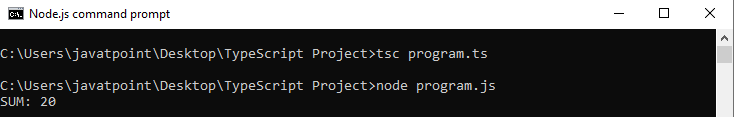 Node.js command prompt
C:\Users\javatpoint\Desktop\TypeScript Project>tsc program.ts
C:\Users\javatpoint\Desktop\TypeScript Project>node program.js
SUM: 20